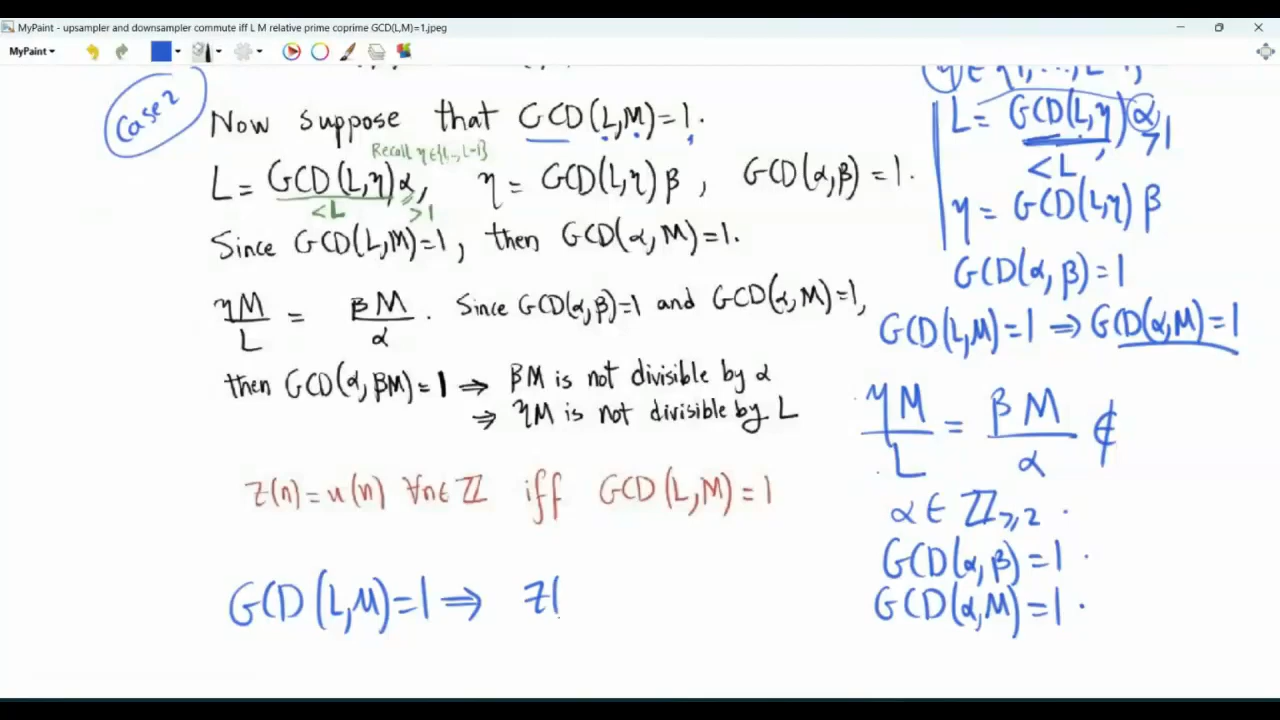 MyPaint - upsampler and downsampler commute iff L M relative prime coprime GCD(L,M)=1.jpeg
MyPaint
Case 2
Now suppose that GCD(L,M)=1.
Recall η∈{1,..,L-1}
L = GCD(L,η)α, η = GCD(L,η)β, GCD(α,β)=1.
<L >1
Since GCD(L,M)=1, then GCD(α,M)=1.
ηM/L = βM/α. Since GCD(α,β)=1 and GCD(α,M)=1,
then GCD(α,βM)=1 ⇒ βM is not divisible by α
⇒ ηM is not divisible by L
z(n)=u(n) ∀n∈ℤ iff GCD(L,M)=1
GCD(L,M)=1 ⇒ z(
η∈{1,...,L-1}
L = GCD(L,η)α
>1
<L
η = GCD(L,η)β
GCD(α,β)=1
GCD(L,M)=1 ⇒ GCD(α,M)=1
ηM/L = βM/α ∉
α∈ℤ≥2.
GCD(α,β)=1.
GCD(α,M)=1.